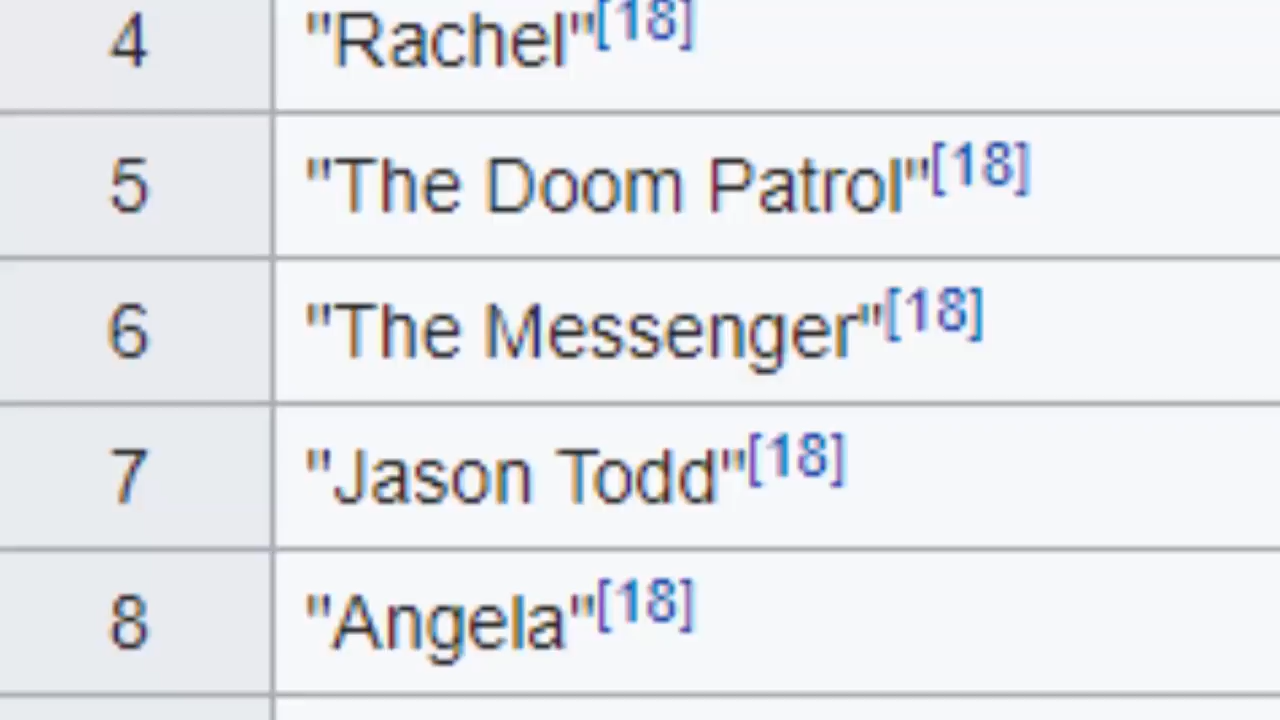 4 "Rachel"[18]
5 "The Doom Patrol"[18]
6 "The Messenger"[18]
7 "Jason Todd"[18]
8 "Angela"[18]